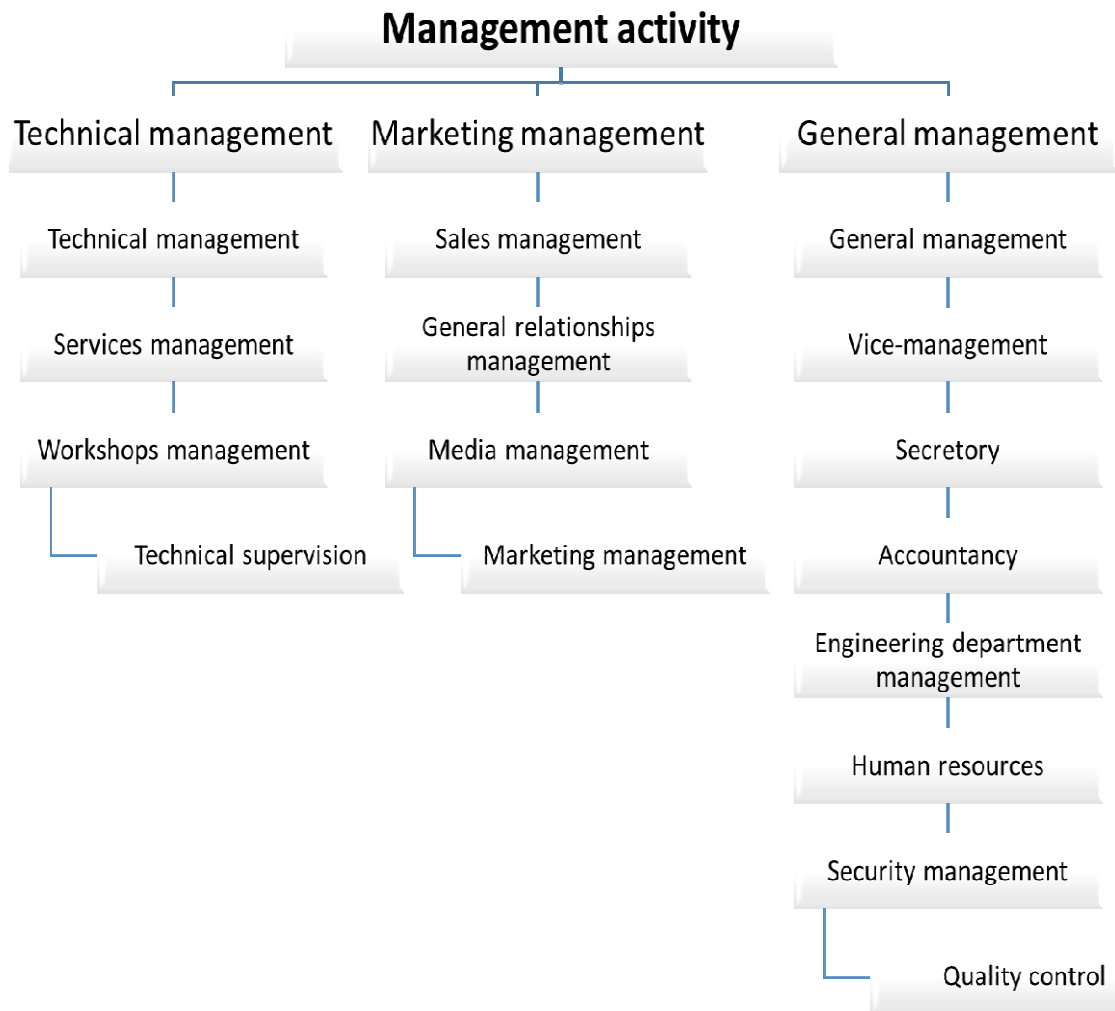 Management activity
Technical management
Marketing management
General management
Technical management
Sales management
General management
Services management
General relationships
management
Vice-management
Workshops management
Media management
Secretory
Technical supervision
Marketing management
Accountancy
Engineering department
management
Human resources
Security management
Quality control